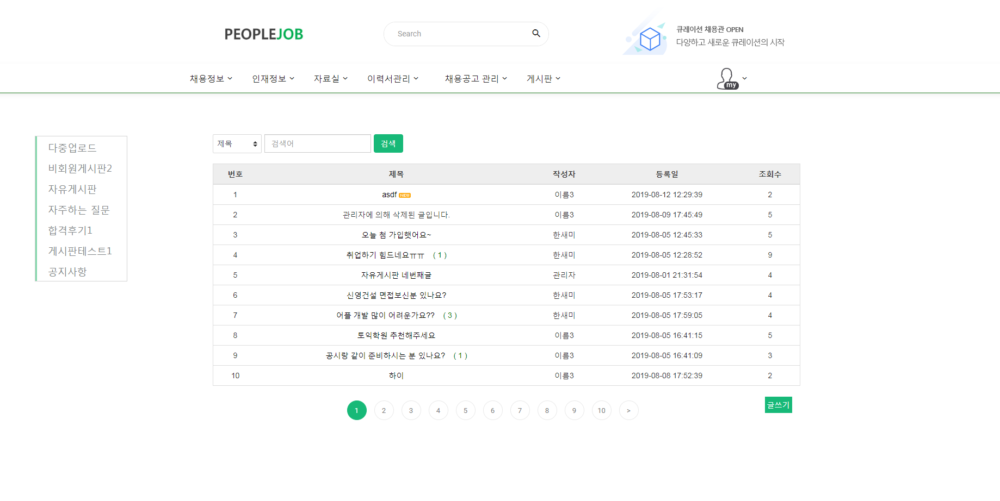 PEOPLEJOB
Search
큐레이션 채용관 OPEN
다양하고 새로운 큐레이션의 시작
채용정보 인재정보 자료실 이력서관리 채용공고 관리 게시판 my
다중업로드
비회원게시판2
자유게시판
자주하는 질문
합격후기1
게시판테스트1
공지사항
제목 검색어 검색
번호 제목 작성자 등록일 조회수
1 asdf NEW 이름3 2019-08-12 12:29:39 2
2 관리자에 의해 삭제된 글입니다. 이름3 2019-08-09 17:45:49 5
3 오늘 첨 가입햇어요~ 한새미 2019-08-05 12:45:33 5
4 취업하기 힘드네요ㅠㅠ ( 1 ) 한새미 2019-08-05 12:28:52 9
5 자유게시판 네번째글 관리자 2019-08-01 21:31:54 4
6 신영건설 면접보신분 있나요? 한새미 2019-08-05 17:53:17 4
7 어플 개발 많이 어려운가요?? ( 3 ) 한새미 2019-08-05 17:59:05 4
8 토익학원 추천해주세요 이름3 2019-08-05 16:41:15 5
9 공시랑 같이 준비하시는 분 있나요? ( 1 ) 이름3 2019-08-05 16:41:09 3
10 하이 이름3 2019-08-08 17:52:39 2
1 2 3 4 5 6 7 8 9 10 > 글쓰기